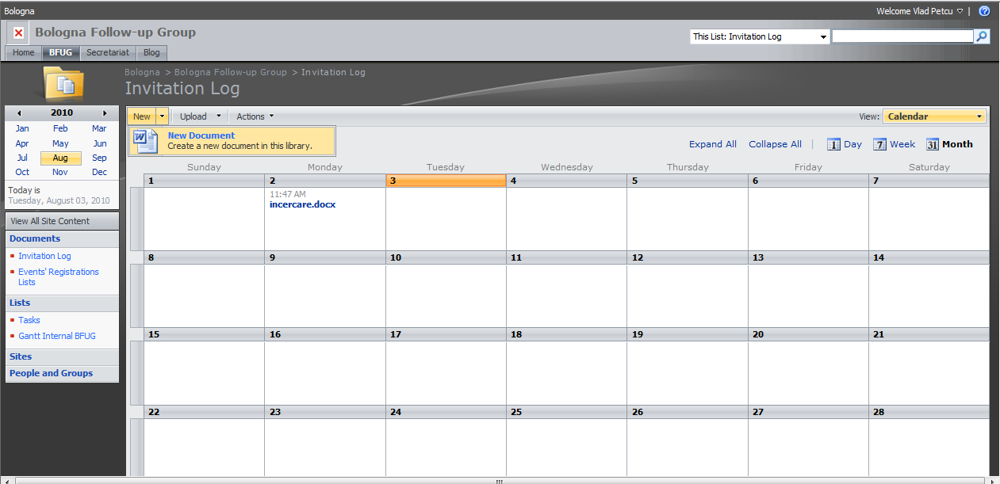 Bologna
Welcome Vlad Petcu
Bologna Follow-up Group
This List: Invitation Log
Home BFUG Secretariat Blog
Bologna > Bologna Follow-up Group > Invitation Log
Invitation Log
2010
Jan Feb Mar
Apr May Jun
Jul Aug Sep
Oct Nov Dec
Today is
Tuesday, August 03, 2010
View All Site Content
Documents
Invitation Log
Events' Registrations
Lists
Lists
Tasks
Gantt Internal BFUG
Sites
People and Groups
New Upload Actions
View: Calendar
New Document
Create a new document in this library.
Expand All Collapse All | 1 Day 7 Week 31 Month
Sunday Monday Tuesday Wednesday Thursday Friday Saturday
1 2 3 4 5 6 7
11:47 AM
incercare.docx
8 9 10 11 12 13 14
15 16 17 18 19 20 21
22 23 24 25 26 27 28